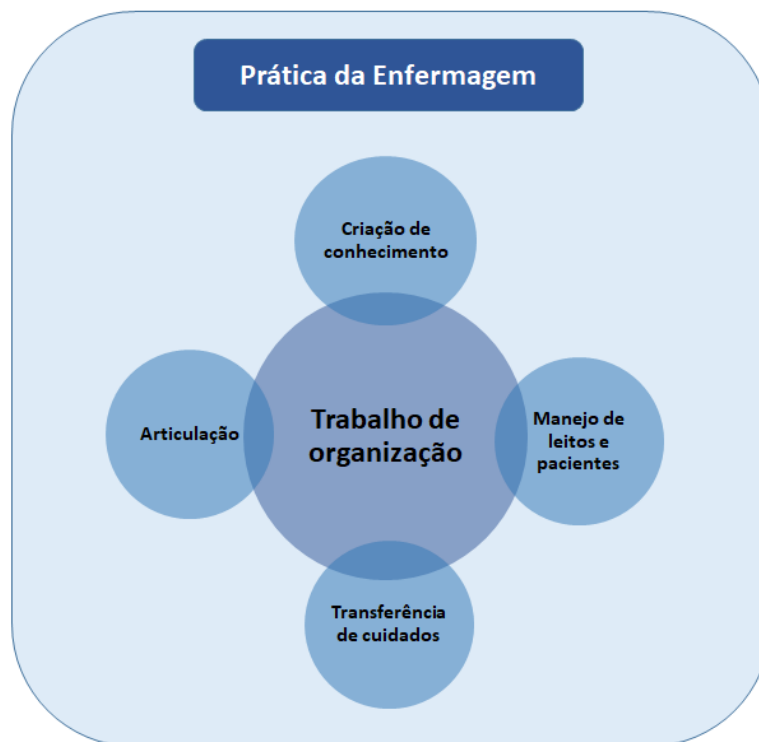 Prática da Enfermagem
Criação de
conhecimento
Articulação
Trabalho de
organização
Manejo de
leitos e
pacientes
Transferência
de cuidados